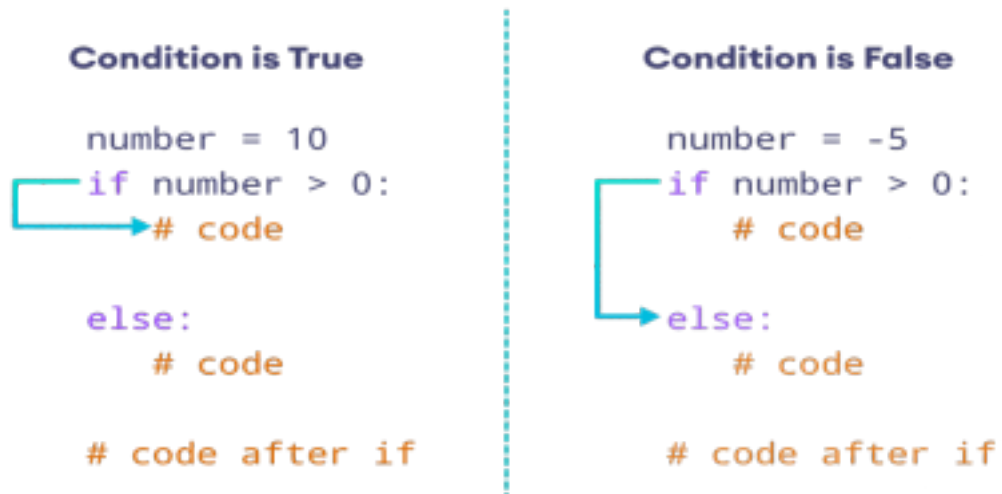 Condition is True
number = 10
if number > 0:
# code
else:
# code
# code after if
Condition is False
number = -5
if number > 0:
# code
else:
# code
# code after if